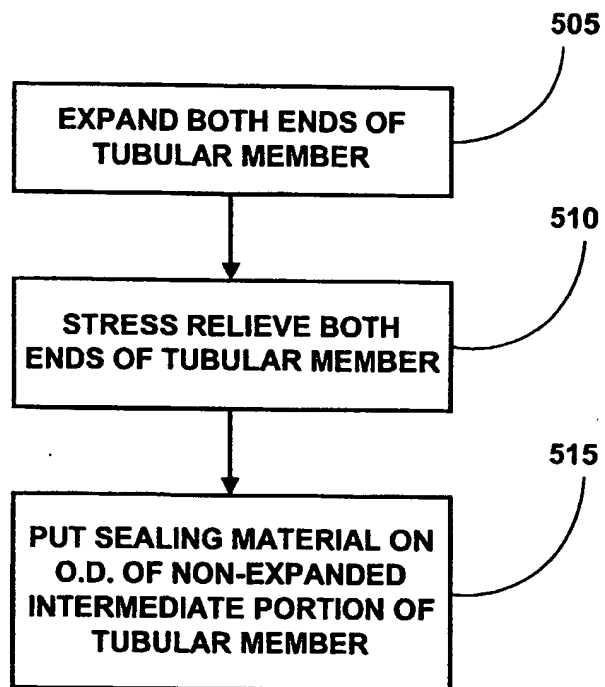 505
EXPAND BOTH ENDS OF
TUBULAR MEMBER
510
STRESS RELIEVE BOTH
ENDS OF TUBULAR MEMBER
515
PUT SEALING MATERIAL ON
O.D. OF NON-EXPANDED
INTERMEDIATE PORTION OF
TUBULAR MEMBER